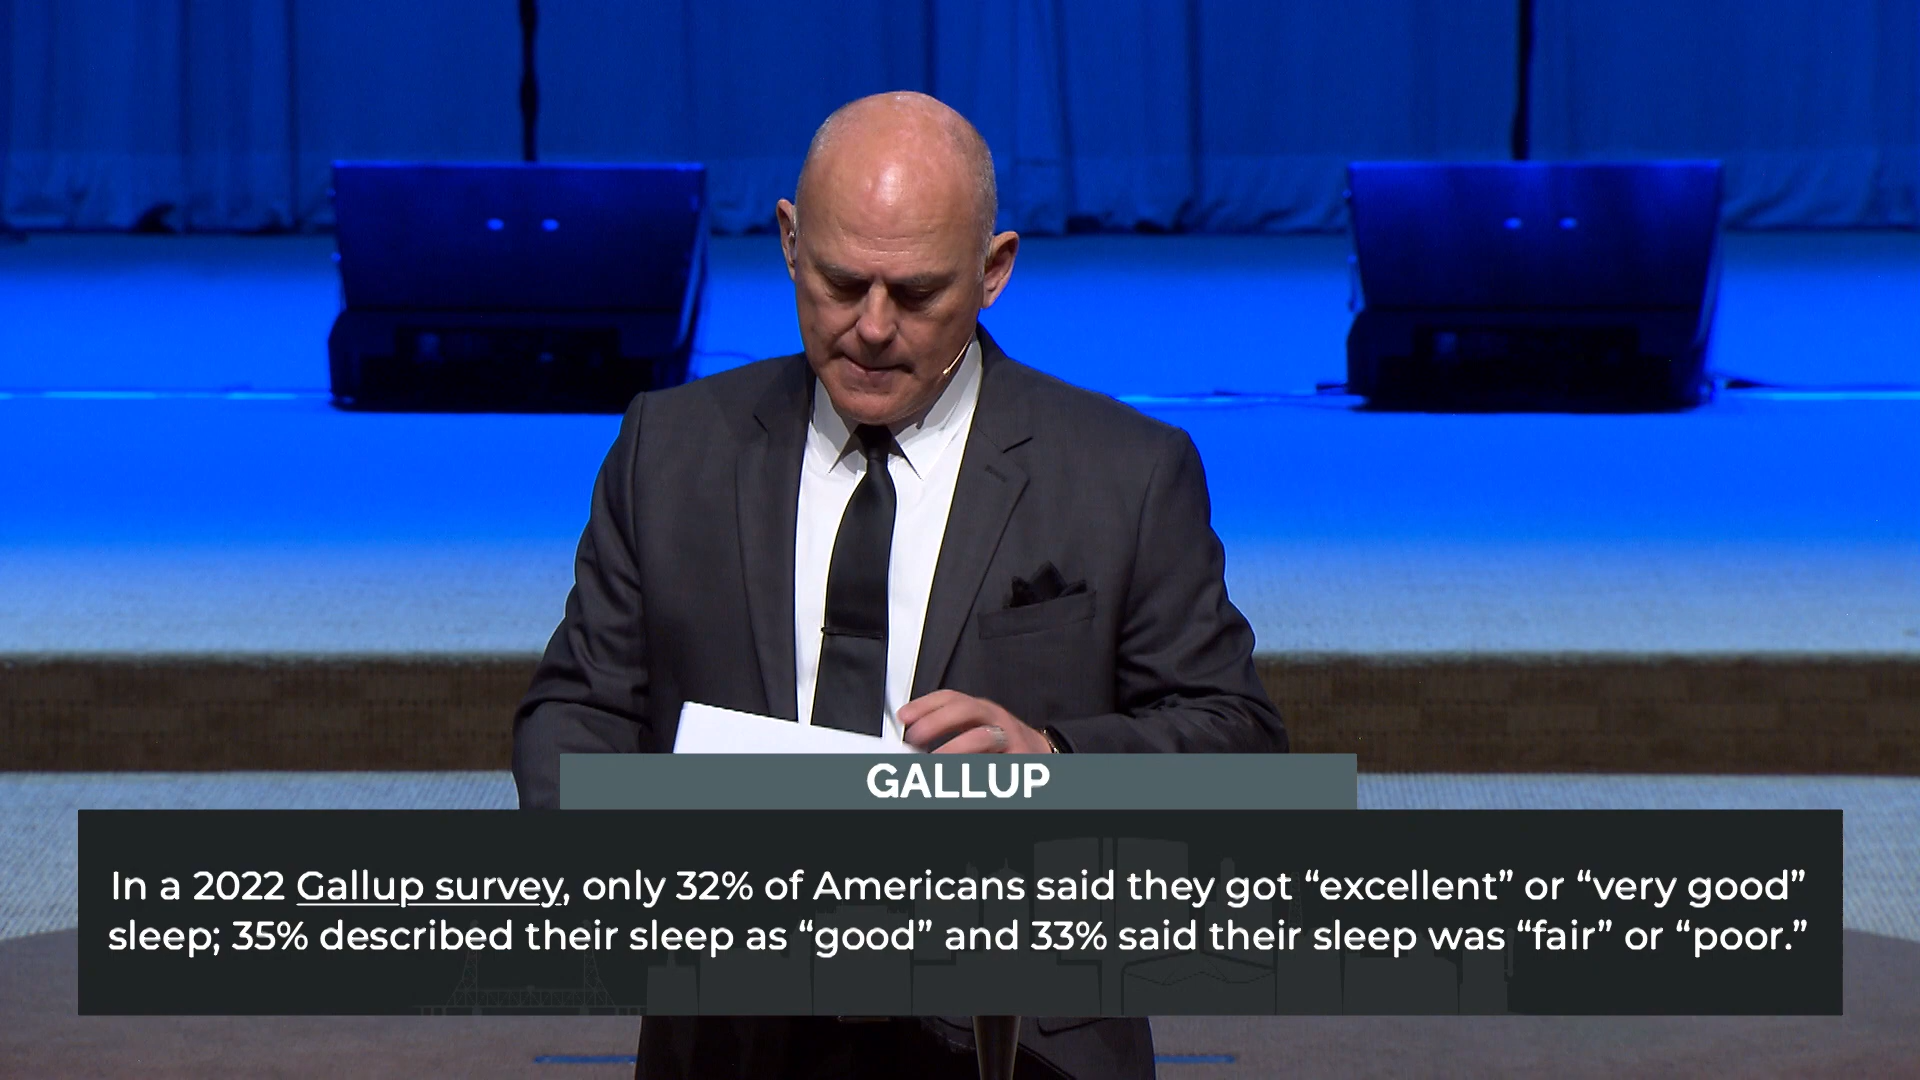 GALLUP
In a 2022 Gallup survey, only 32% of Americans said they got “excellent” or “very good”
sleep; 35% described their sleep as “good” and 33% said their sleep was “fair” or “poor.”